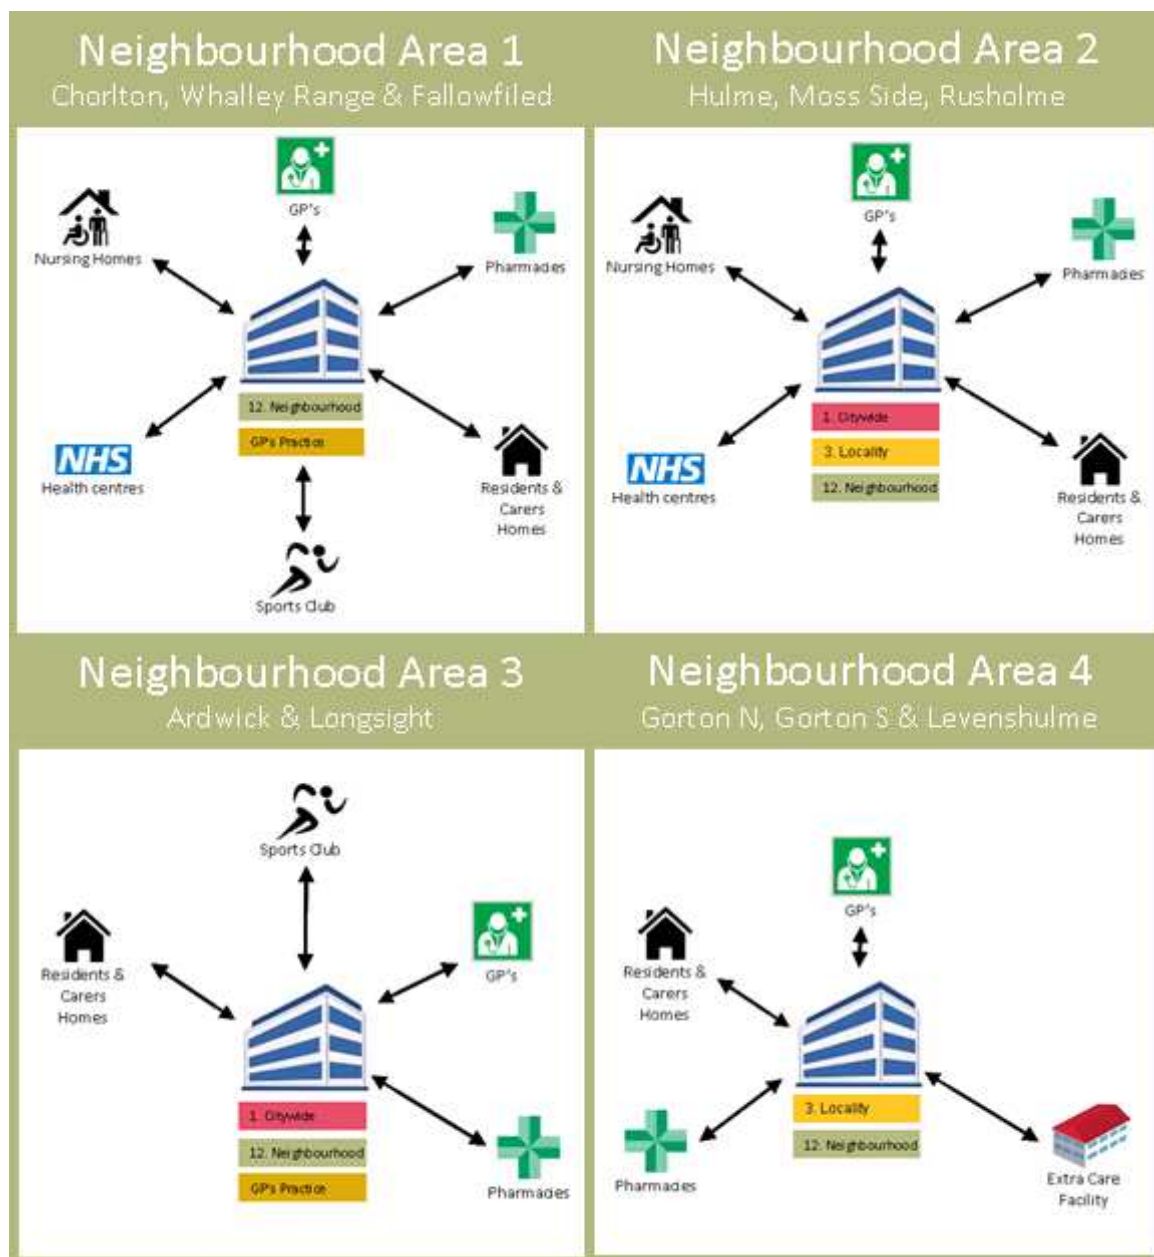 Neighbourhood Area 1
Chorlton, Whalley Range & Fallowfiled
GP's
Nursing Homes
Pharmacies
12. Neighbourhood
GP's Practice
NHS
Health centres
Residents &
Carers
Homes
Sports Club
Neighbourhood Area 2
Hulme, Moss Side, Rusholme
GP's
Nursing Homes
Pharmacies
1. Citywide
3. Locality
12. Neighbourhood
NHS
Health centres
Residents &
Carers
Homes
Neighbourhood Area 3
Ardwick & Longsight
Sports Club
Residents &
Carers
Homes
GP's
1. Citywide
12. Neighbourhood
GP's Practice
Pharmacies
Neighbourhood Area 4
Gorton N, Gorton S & Levenshulme
GP's
Residents &
Carers
Homes
3. Locality
12. Neighbourhood
Pharmacies
Extra Care
Facility